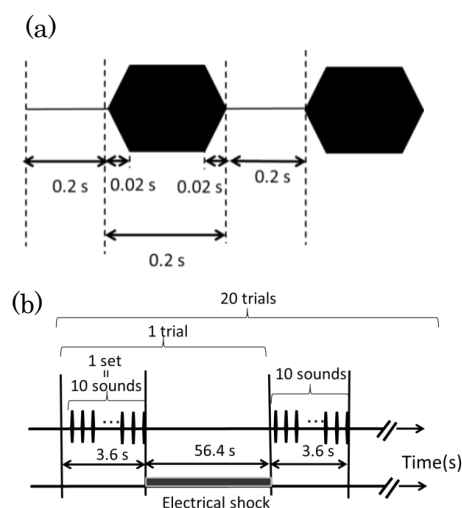 (a)
0.2 s
0.02 s
0.02 s
0.2 s
0.2 s
(b)
20 trials
1 trial
1 set
=
10 sounds
10 sounds
...
...
3.6 s
56.4 s
3.6 s
Time(s)
Electrical shock